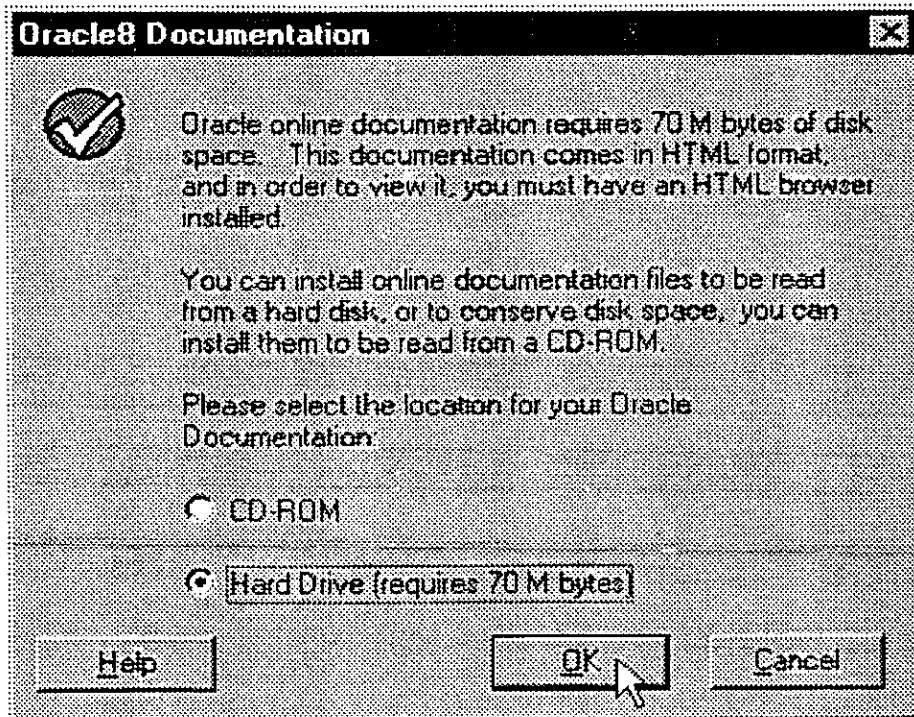 Oracle8 Documentation
Oracle online documentation requires 70 M bytes of disk
space. This documentation comes in HTML format,
and in order to view it, you must have an HTML browser
installed.
You can install online documentation files to be read
from a hard disk, or to conserve disk space, you can
install them to be read from a CD-ROM.
Please select the location for your Oracle
Documentation:
CD-ROM
Hard Drive (requires 70 M bytes)
Help OK Cancel